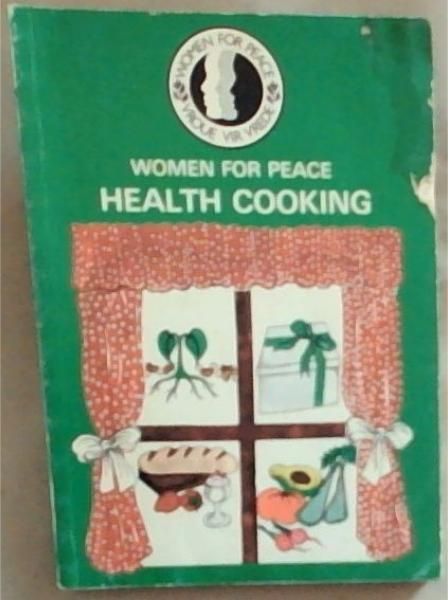 WOMEN FOR PEACE
VROUE VIR VREDE
WOMEN FOR PEACE
HEALTH COOKING